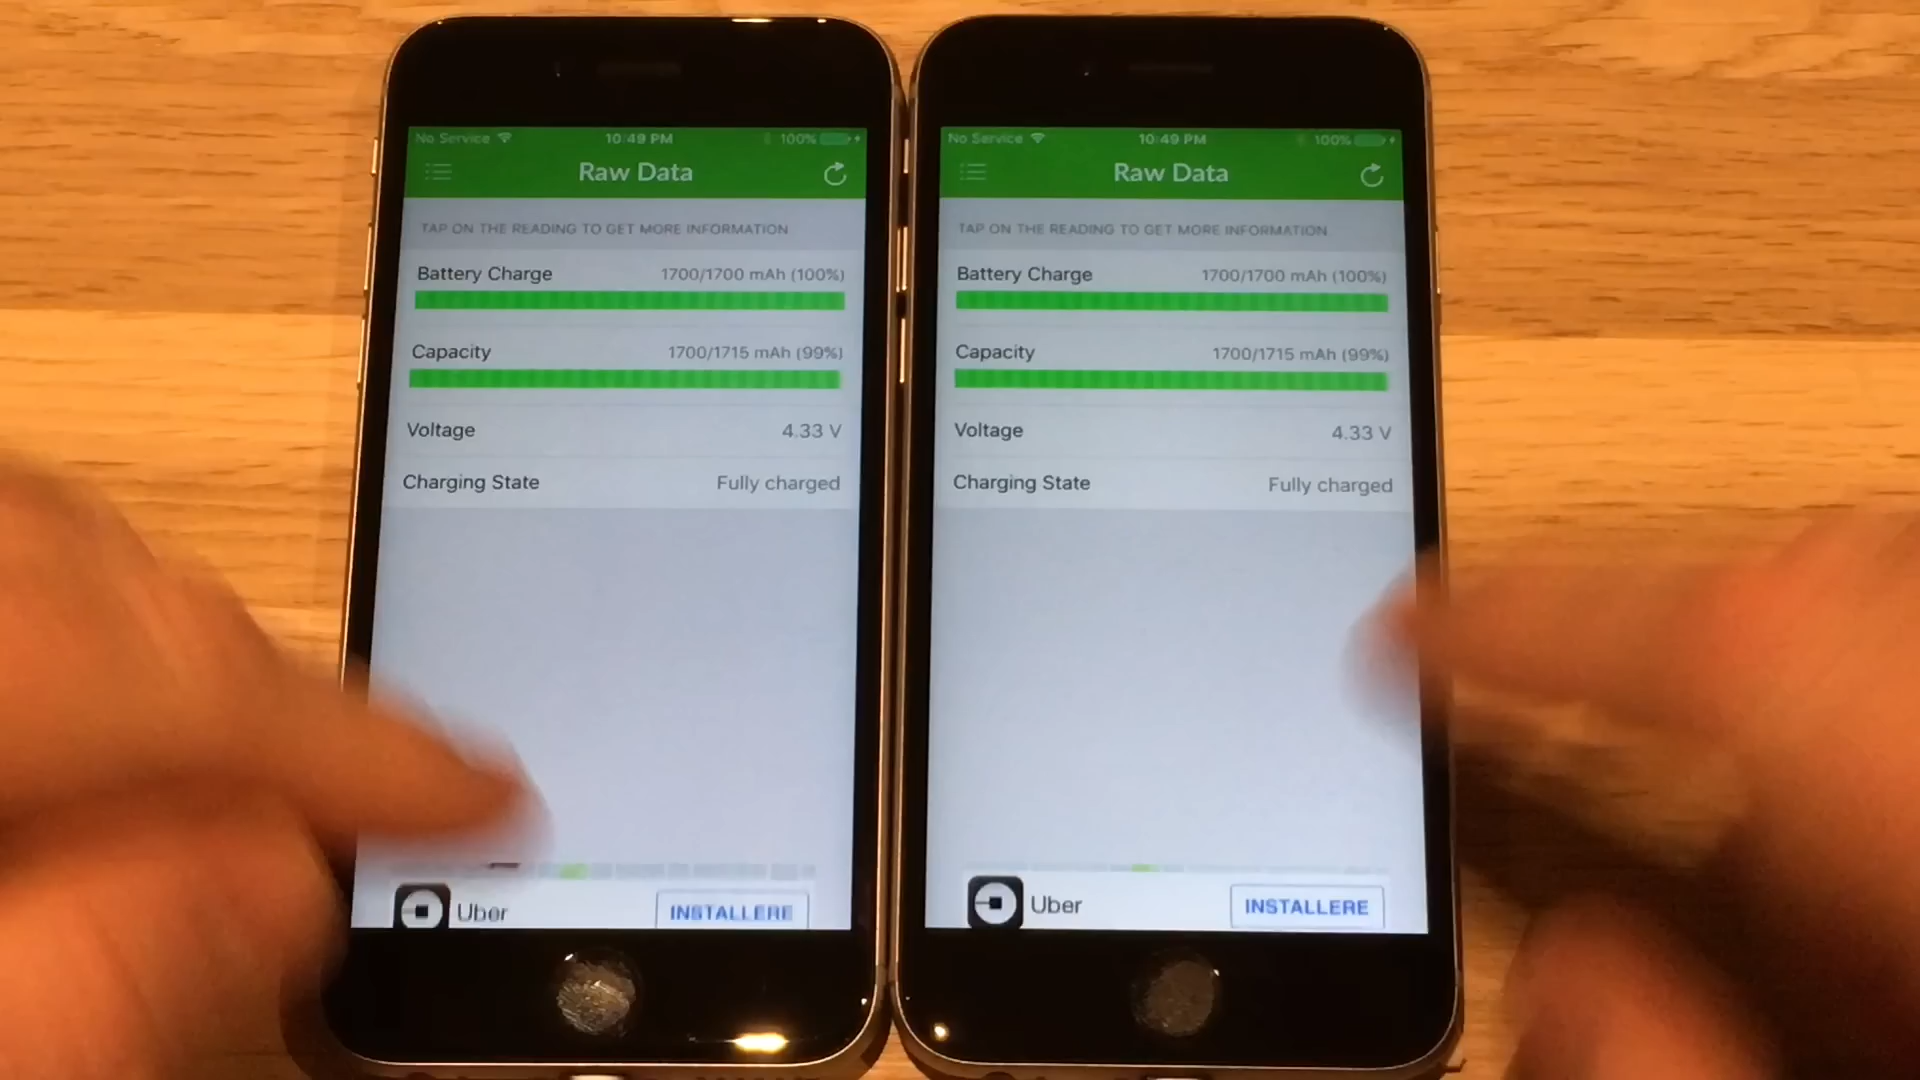 No Service 10:49 PM 100%
Raw Data
TAP ON THE READING TO GET MORE INFORMATION
Battery Charge 1700/1700 mAh (100%)
Capacity 1700/1715 mAh (99%)
Voltage 4.33 V
Charging State Fully charged
Uber INSTALLERE
No Service 10:49 PM 100%
Raw Data
TAP ON THE READING TO GET MORE INFORMATION
Battery Charge 1700/1700 mAh (100%)
Capacity 1700/1715 mAh (99%)
Voltage 4.33 V
Charging State Fully charged
Uber INSTALLERE